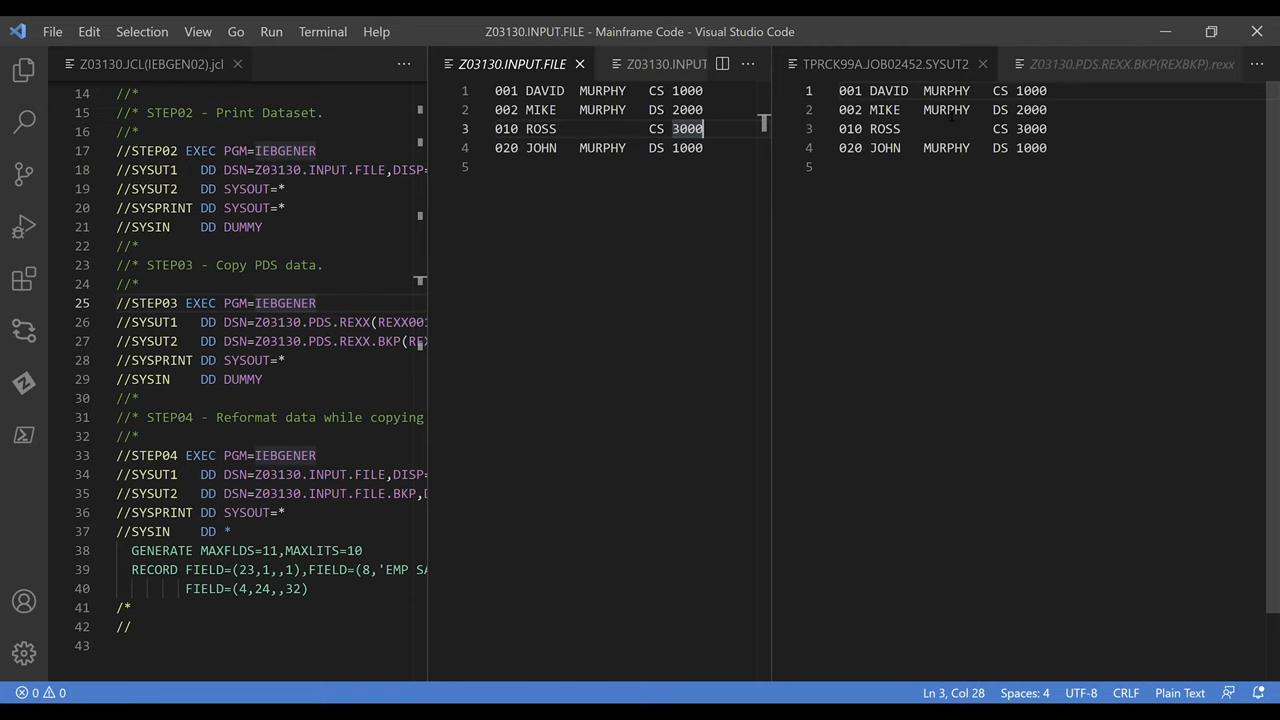 File Edit Selection View Go Run Terminal Help Z03130.INPUT.FILE - Mainframe Code - Visual Studio Code
Z03130.JCL(IEBGEN02).jcl
14 //*
15 //* STEP02 - Print Dataset.
16 //*
17 //STEP02 EXEC PGM=IEBGENER
18 //SYSUT1   DD DSN=Z03130.INPUT.FILE,DISP=
19 //SYSUT2   DD SYSOUT=*
20 //SYSPRINT DD SYSOUT=*
21 //SYSIN    DD DUMMY
22 //*
23 //* STEP03 - Copy PDS data.
24 //*
25 //STEP03 EXEC PGM=IEBGENER
26 //SYSUT1   DD DSN=Z03130.PDS.REXX(REXX001
27 //SYSUT2   DD DSN=Z03130.PDS.REXX.BKP(REX
28 //SYSPRINT DD SYSOUT=*
29 //SYSIN    DD DUMMY
30 //*
31 //* STEP04 - Reformat data while copying
32 //*
33 //STEP04 EXEC PGM=IEBGENER
34 //SYSUT1   DD DSN=Z03130.INPUT.FILE,DISP=
35 //SYSUT2   DD DSN=Z03130.INPUT.FILE.BKP,D
36 //SYSPRINT DD SYSOUT=*
37 //SYSIN    DD *
38   GENERATE MAXFLDS=11,MAXLITS=10
39   RECORD FIELD=(23,1,,1),FIELD=(8,'EMP SA
40          FIELD=(4,24,,32)
41 /*
42 //
43
Z03130.INPUT.FILE Z03130.INPUT
1 001 DAVID  MURPHY   CS 1000
2 002 MIKE   MURPHY   DS 2000
3 010 ROSS            CS 3000
4 020 JOHN   MURPHY   DS 1000
5
TPRCK99A.JOB02452.SYSUT2 Z03130.PDS.REXX.BKP(REXBKP).rexx
1 001 DAVID  MURPHY   CS 1000
2 002 MIKE   MURPHY   DS 2000
3 010 ROSS            CS 3000
4 020 JOHN   MURPHY   DS 1000
5
0 0 Ln 3, Col 28 Spaces: 4 UTF-8 CRLF Plain Text